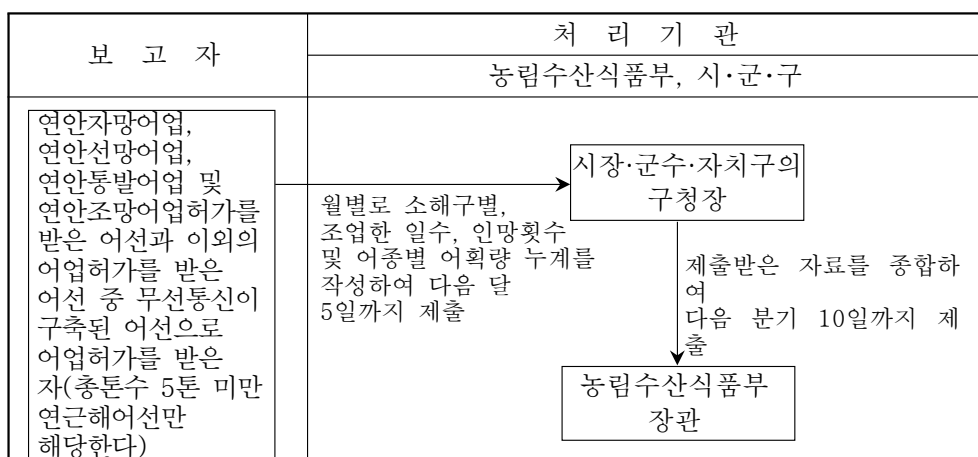 보 고 자
처 리 기 관
농림수산식품부, 시·군·구
연안자망어업,
연안선망어업,
연안통발어업 및
연안조망어업허가를
받은 어선과 이외의
어업허가를 받은
어선 중 무선통신이
구축된 어선으로
어업허가를 받은
자(총톤수 5톤 미만
연근해어선만
해당한다)
월별로 소해구별,
조업한 일수, 인망횟수
및 어종별 어획량 누계를
작성하여 다음 달
5일까지 제출
시장·군수·자치구의
구청장
제출받은 자료를 종합하
여
다음 분기 10일까지 제
출
농림수산식품부
장관